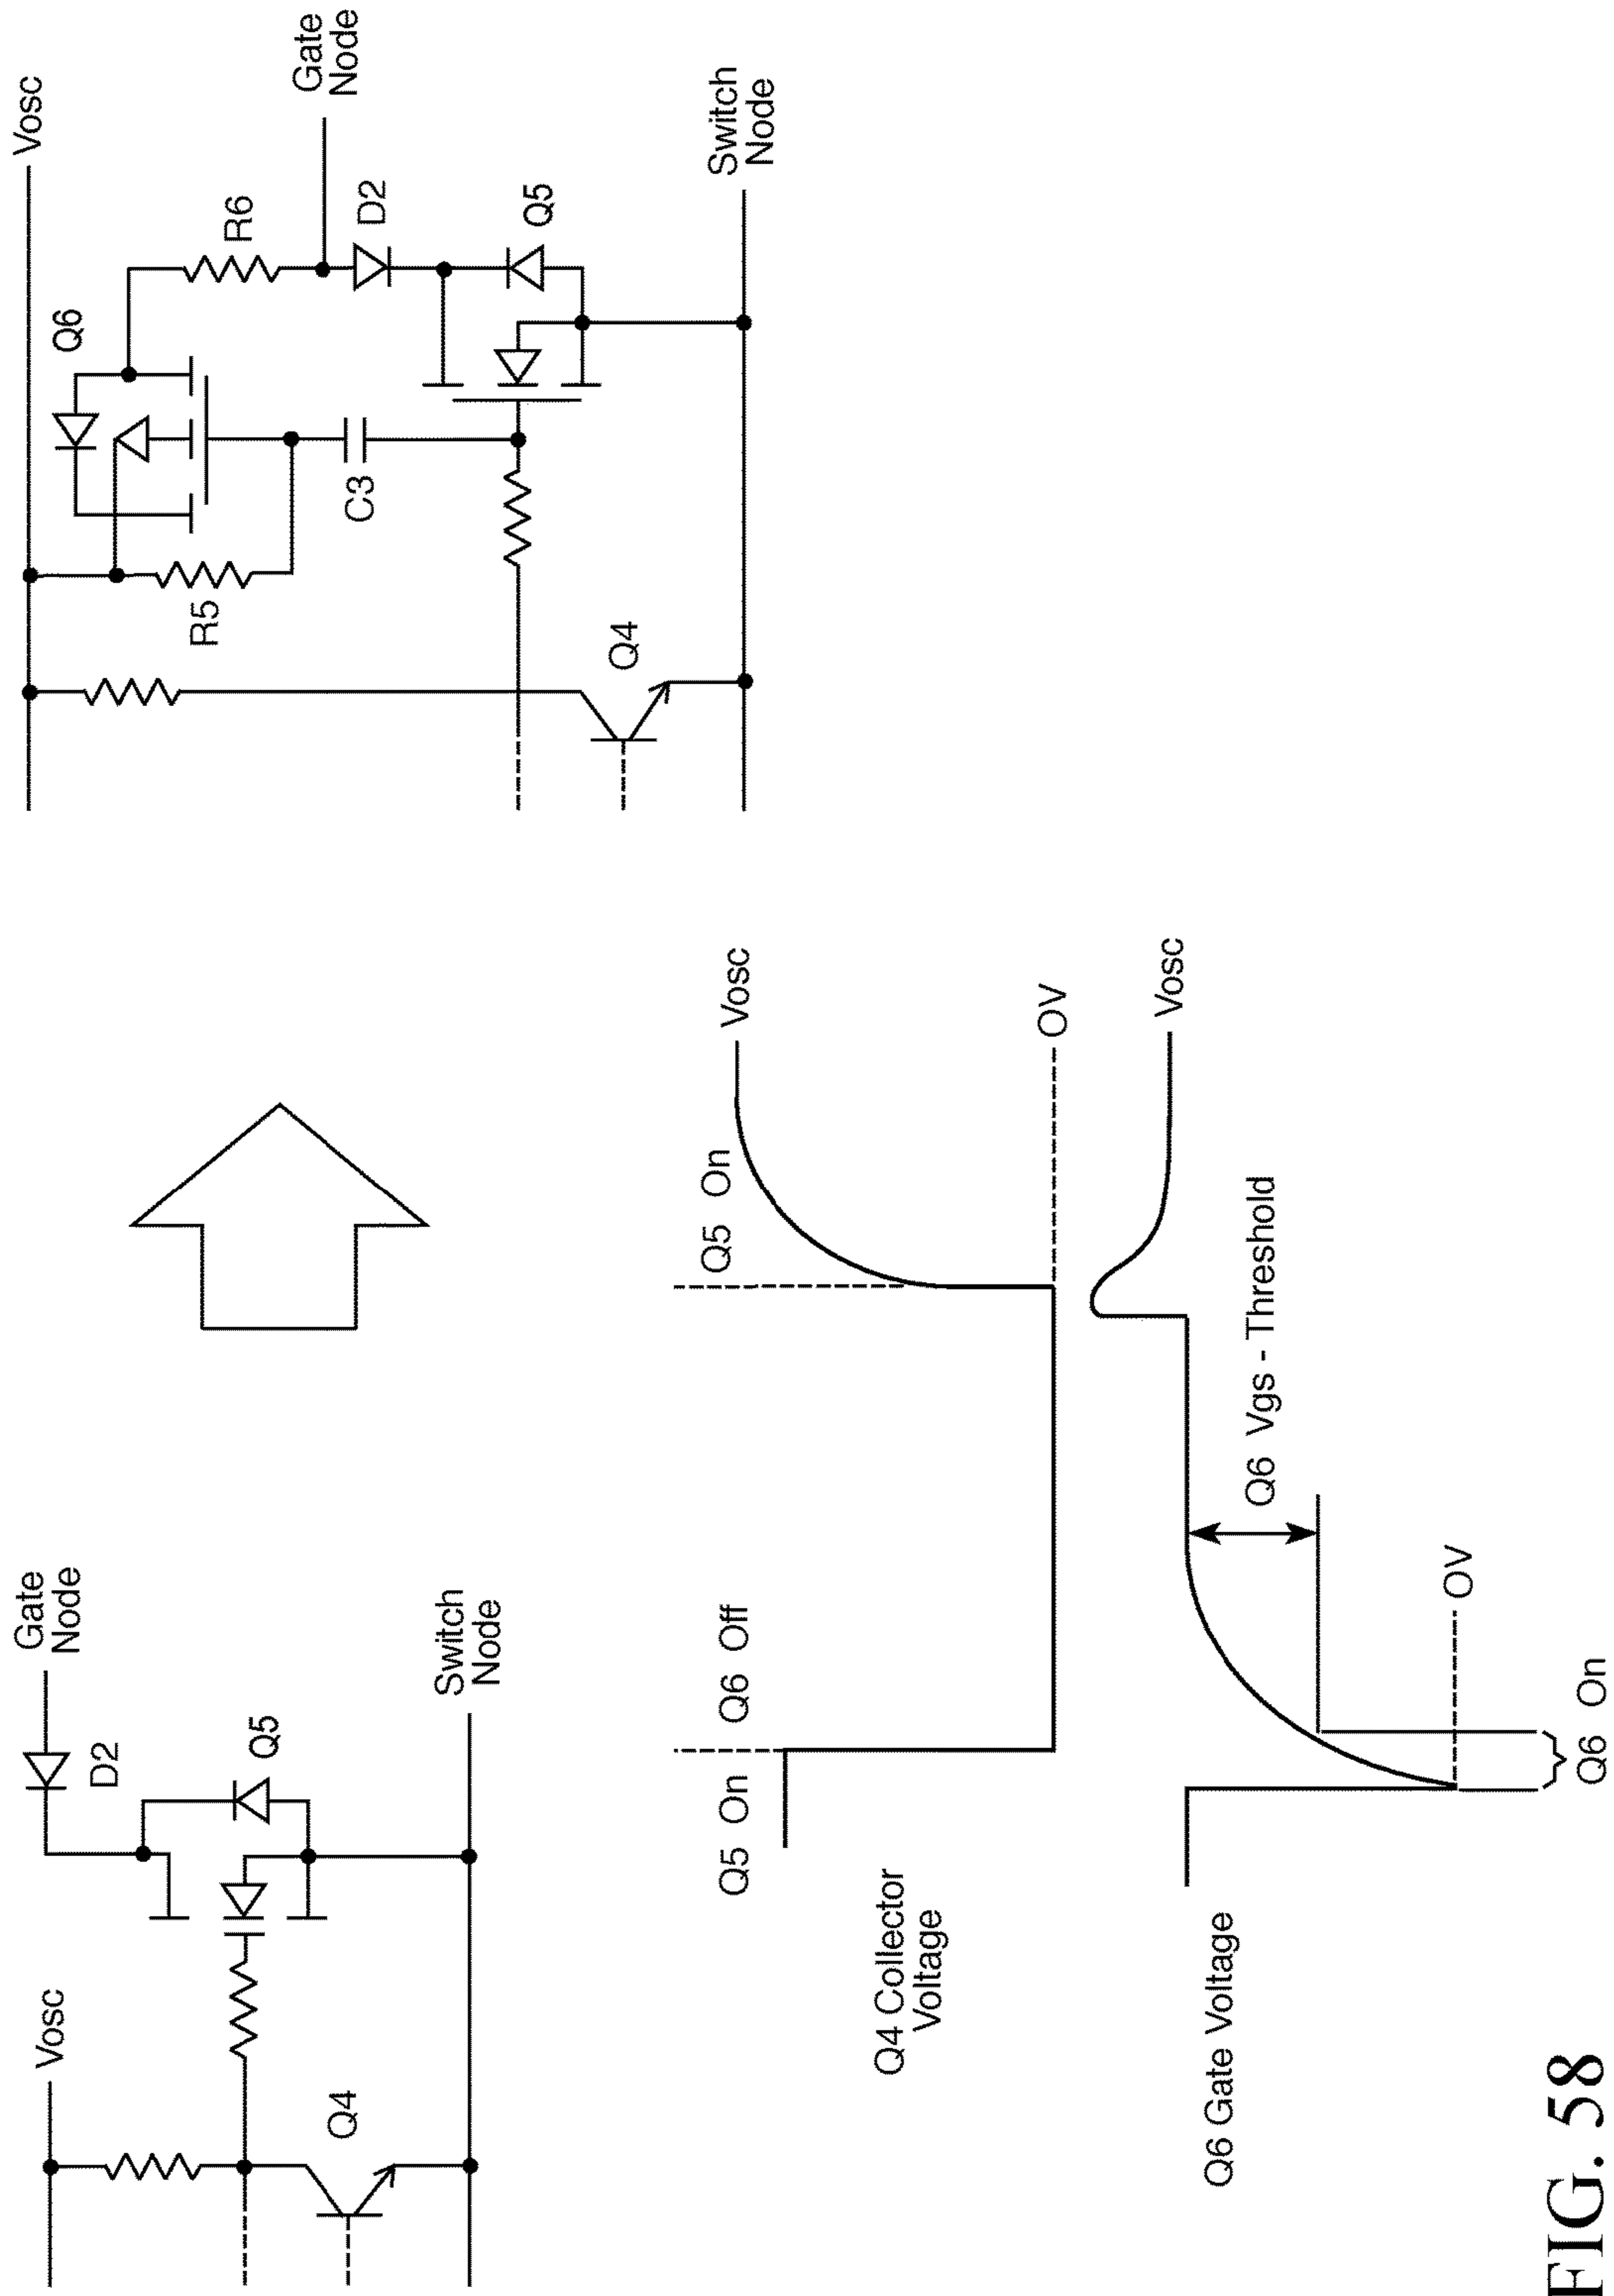 Vosc
Gate
Node
D2
Q5
Q4
Switch
Node
Vosc
Gate
Node
Q6
R6
D2
R5
C3
Q5
Q4
Switch
Node
Q5 On
Q6 Off
Q5 On
Vosc
Q4 Collector
Voltage
OV
Q6 Gate Voltage
Vosc
Q6 Vgs - Threshold
OV
Q6 On
FIG. 58